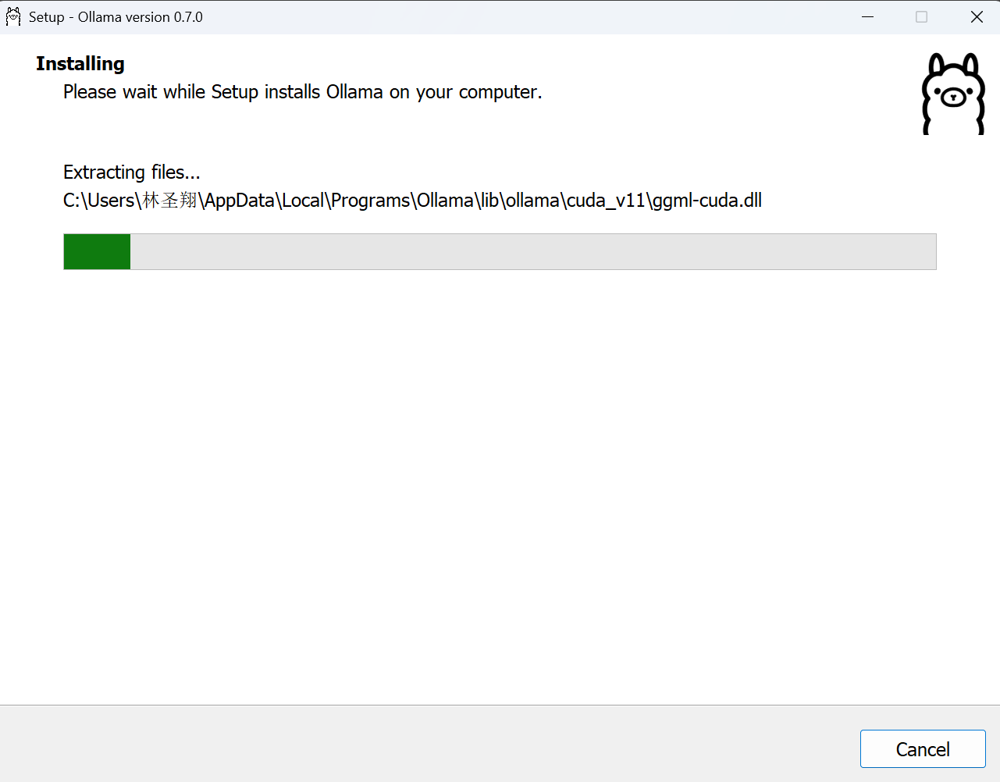 Setup - Ollama version 0.7.0
Installing
Please wait while Setup installs Ollama on your computer.
Extracting files...
C:\Users\林圣翔\AppData\Local\Programs\Ollama\lib\ollama\cuda_v11\ggml-cuda.dll
Cancel